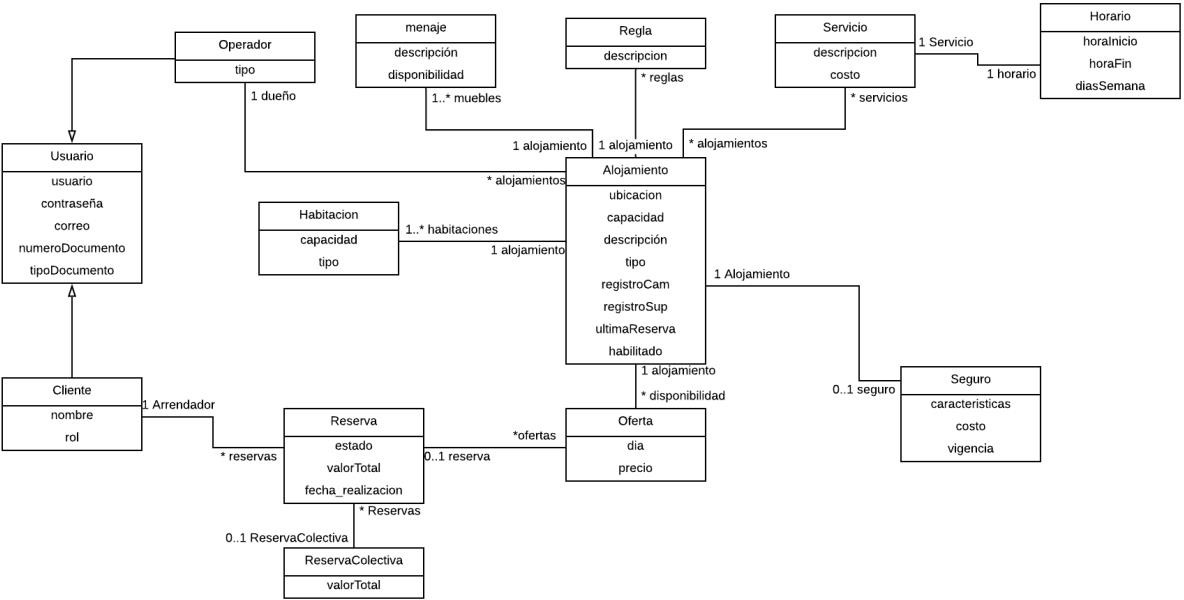 Operador
tipo
1 dueño
menaje
descripción
disponibilidad
1..* muebles
Regla
descripcion
* reglas
Servicio
descripcion
costo
* servicios
1 Servicio
1 horario
Horario
horaInicio
horaFin
diasSemana
1 alojamiento
1 alojamiento
* alojamientos
* alojamientos
Usuario
usuario
contraseña
correo
numeroDocumento
tipoDocumento
Habitacion
capacidad
tipo
1..* habitaciones
1 alojamiento
Alojamiento
ubicacion
capacidad
descripción
tipo
registroCam
registroSup
ultimaReserva
habilitado
1 Alojamiento
0..1 seguro
Seguro
caracteristicas
costo
vigencia
1 alojamiento
* disponibilidad
Cliente
nombre
rol
1 Arrendador
* reservas
Reserva
estado
valorTotal
fecha_realizacion
*ofertas
0..1 reserva
Oferta
dia
precio
* Reservas
0..1 ReservaColectiva
ReservaColectiva
valorTotal